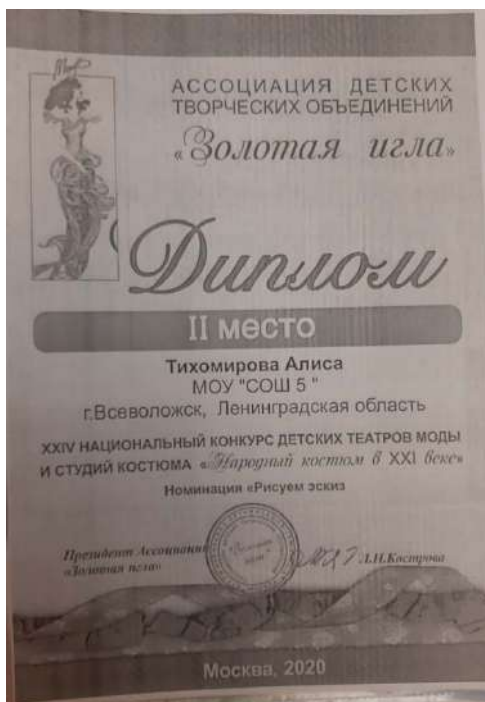 АССОЦИАЦИЯ ДЕТСКИХ
ТВОРЧЕСКИХ ОБЪЕДИНЕНИЙ
«Золотая игла»
Диплом
II место
Тихомирова Алиса
МОУ "СОШ 5 "
г.Всеволожск, Ленинградская область
XXIV НАЦИОНАЛЬНЫЙ КОНКУРС ДЕТСКИХ ТЕАТРОВ МОДЫ
И СТУДИЙ КОСТЮМА «Народный костюм в XXI веке»
Номинация «Рисуем эскиз
Президент Ассоциации
«Золотая игла»
Л.Н.Кастрова
Москва, 2020